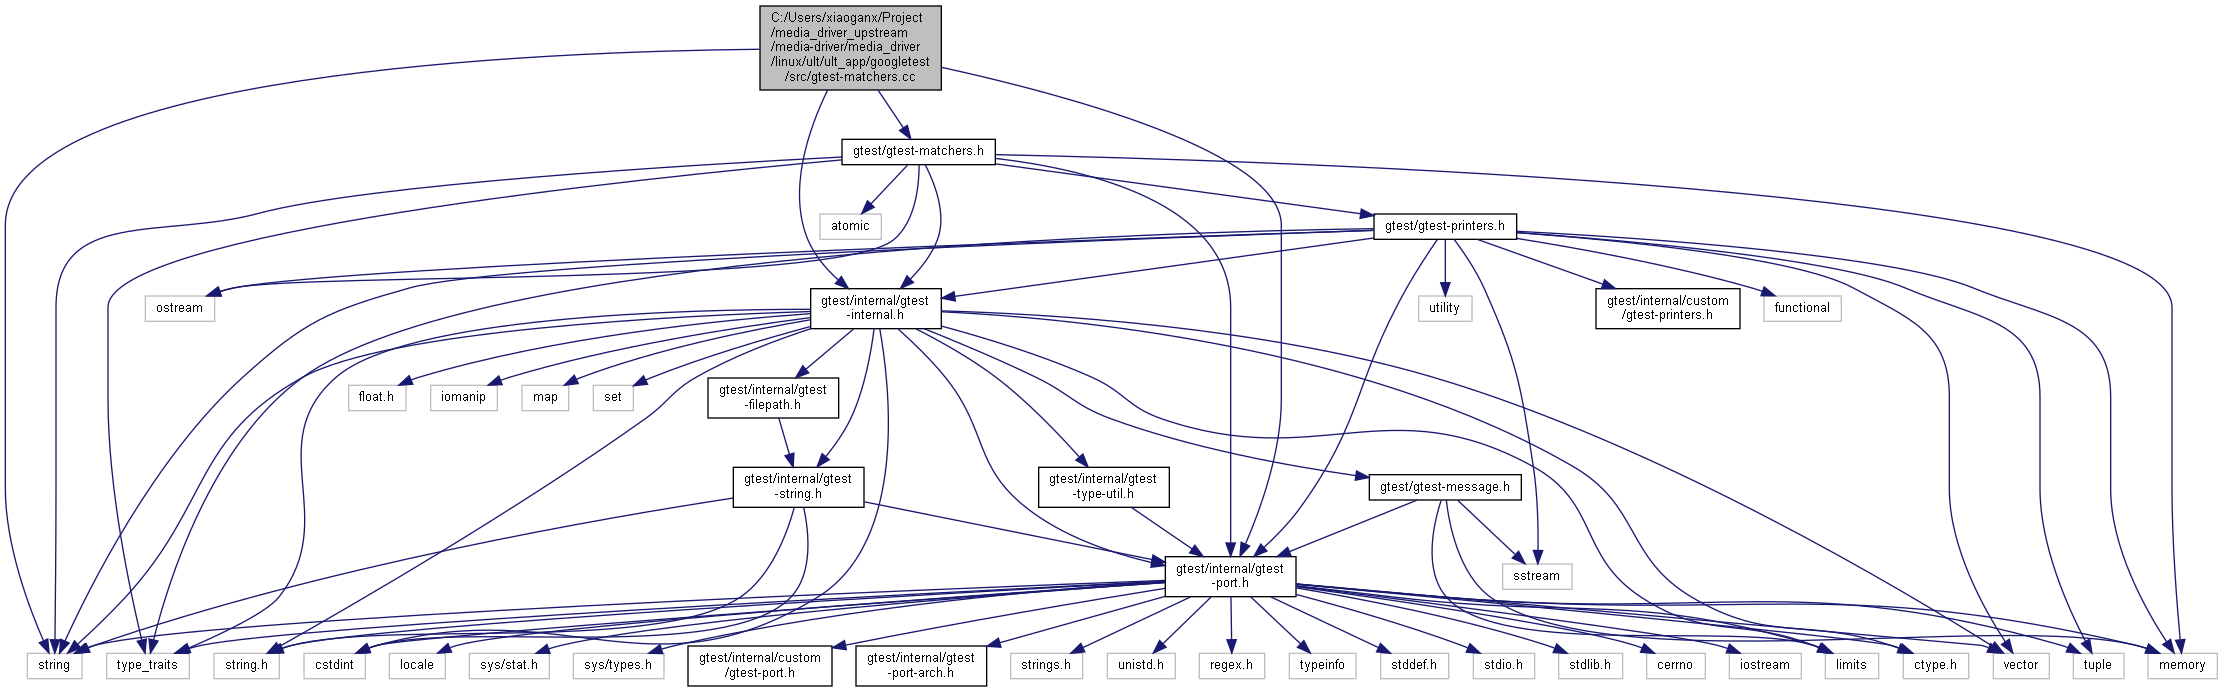 C:/Users/xiaoganx/Project
/media_driver_upstream
/media-driver/media_driver
/linux/ult/ult_app/googletest
/src/gtest-matchers.cc
gtest/gtest-matchers.h
atomic
gtest/gtest-printers.h
ostream
gtest/internal/gtest
-internal.h
utility
gtest/internal/custom
/gtest-printers.h
functional
float.h
iomanip
map
set
gtest/internal/gtest
-filepath.h
gtest/internal/gtest
-string.h
gtest/internal/gtest
-type-util.h
gtest/gtest-message.h
gtest/internal/gtest
-port.h
sstream
string
type_traits
string.h
cstdint
locale
sys/stat.h
sys/types.h
gtest/internal/custom
/gtest-port.h
gtest/internal/gtest
-port-arch.h
strings.h
unistd.h
regex.h
typeinfo
stddef.h
stdio.h
stdlib.h
cerrno
iostream
limits
ctype.h
vector
tuple
memory